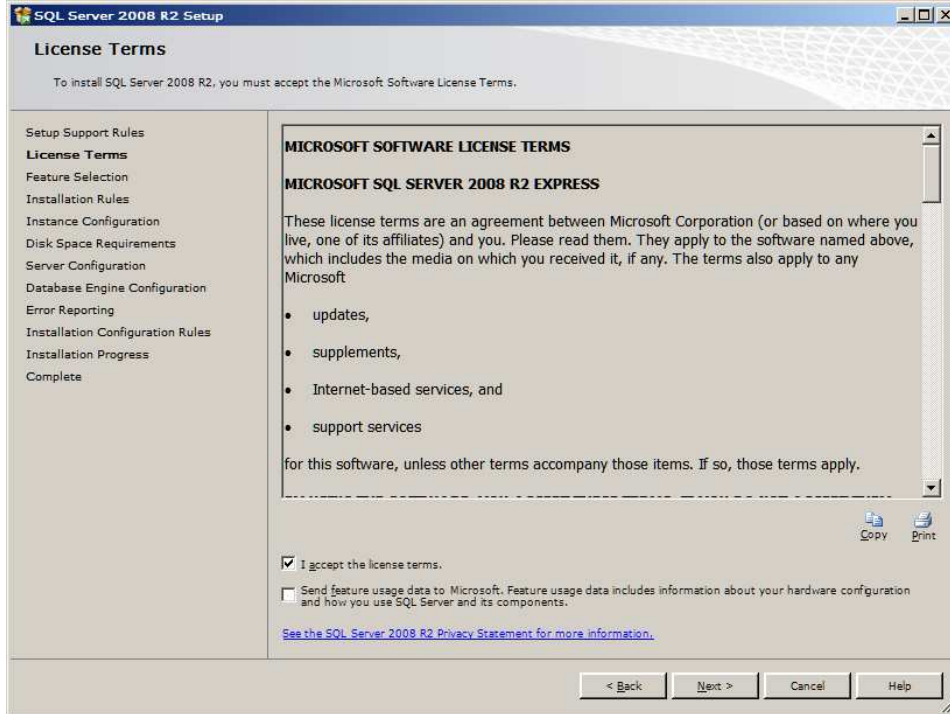 SQL Server 2008 R2 Setup
License Terms
To install SQL Server 2008 R2, you must accept the Microsoft Software License Terms.
Setup Support Rules
License Terms
Feature Selection
Installation Rules
Instance Configuration
Disk Space Requirements
Server Configuration
Database Engine Configuration
Error Reporting
Installation Configuration Rules
Installation Progress
Complete
MICROSOFT SOFTWARE LICENSE TERMS
MICROSOFT SQL SERVER 2008 R2 EXPRESS
These license terms are an agreement between Microsoft Corporation (or based on where you
live, one of its affiliates) and you. Please read them. They apply to the software named above,
which includes the media on which you received it, if any. The terms also apply to any
Microsoft
• updates,
• supplements,
• Internet-based services, and
• support services
for this software, unless other terms accompany those items. If so, those terms apply.
Copy Print
I accept the license terms.
Send feature usage data to Microsoft. Feature usage data includes information about your hardware configuration
and how you use SQL Server and its components.
See the SQL Server 2008 R2 Privacy Statement for more information.
< Back Next > Cancel Help